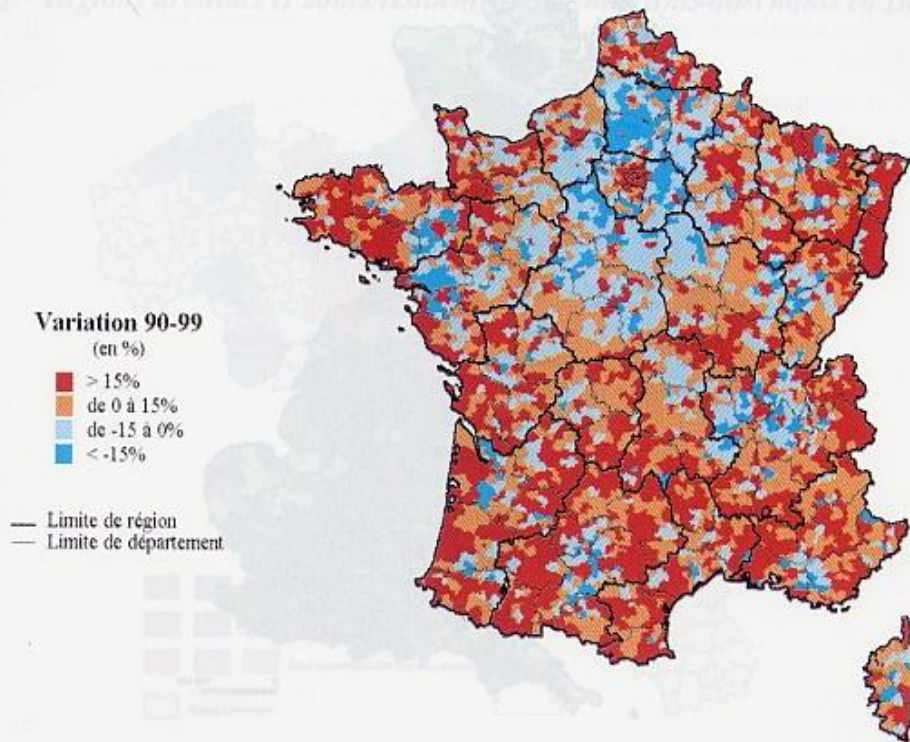 Variation 90-99
(en %)
> 15%
de 0 à 15%
de -15 à 0%
< -15%
Limite de région
Limite de département